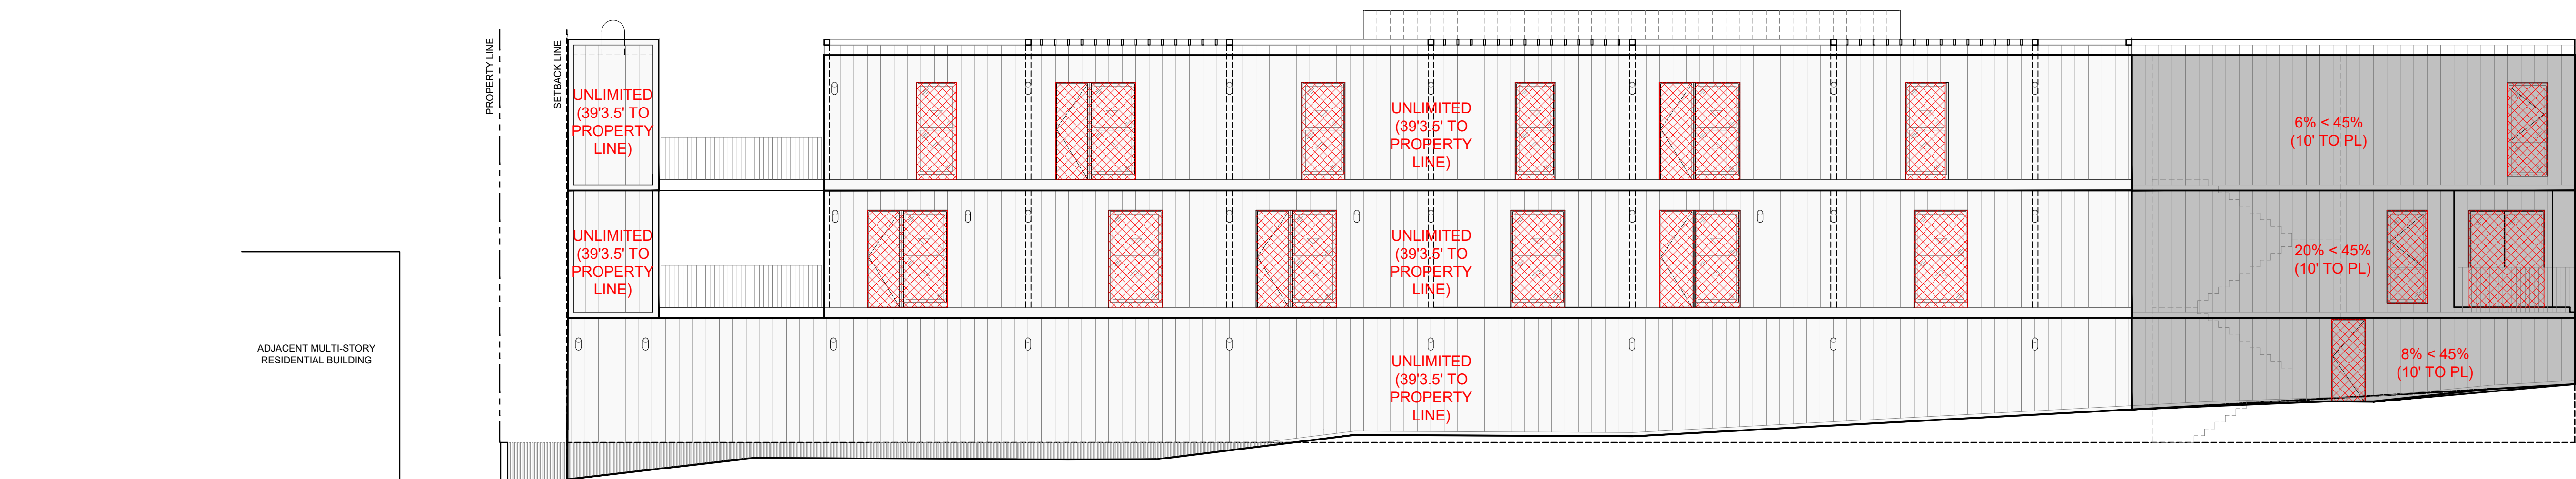 PROPERTY LINE
SETBACK LINE
UNLIMITED
(39'3.5' TO
PROPERTY
LINE)
UNLIMITED
(39'3.5' TO
PROPERTY
LINE)
6% < 45%
(10' TO PL)
UNLIMITED
(39'3.5' TO
PROPERTY
LINE)
UNLIMITED
(39'3.5' TO
PROPERTY
LINE)
20% < 45%
(10' TO PL)
ADJACENT MULTI-STORY
RESIDENTIAL BUILDING
UNLIMITED
(39'3.5' TO
PROPERTY
LINE)
8% < 45%
(10' TO PL)